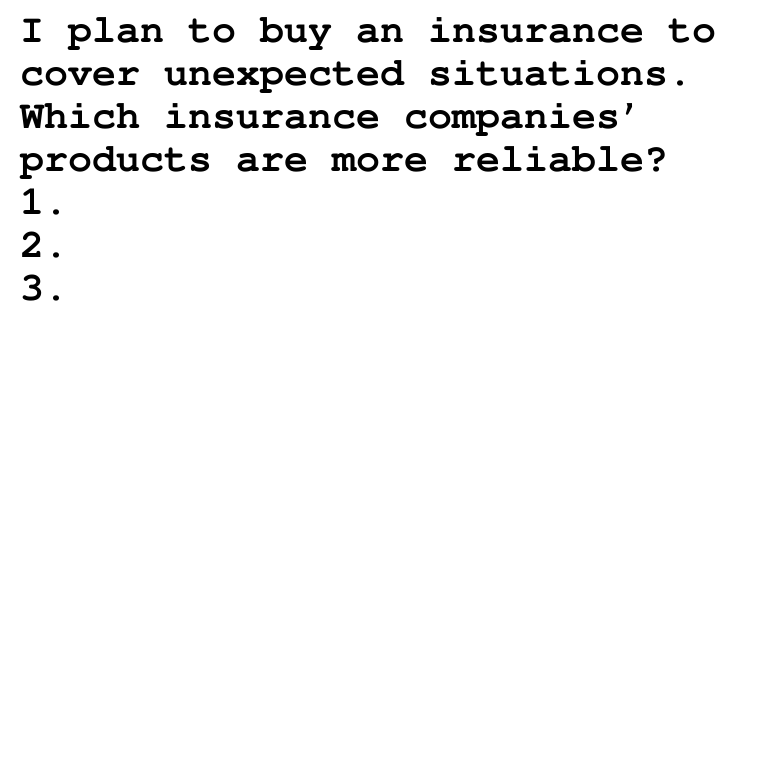 I plan to buy an insurance to
cover unexpected situations.
Which insurance companies’
products are more reliable?
1.
2.
3.